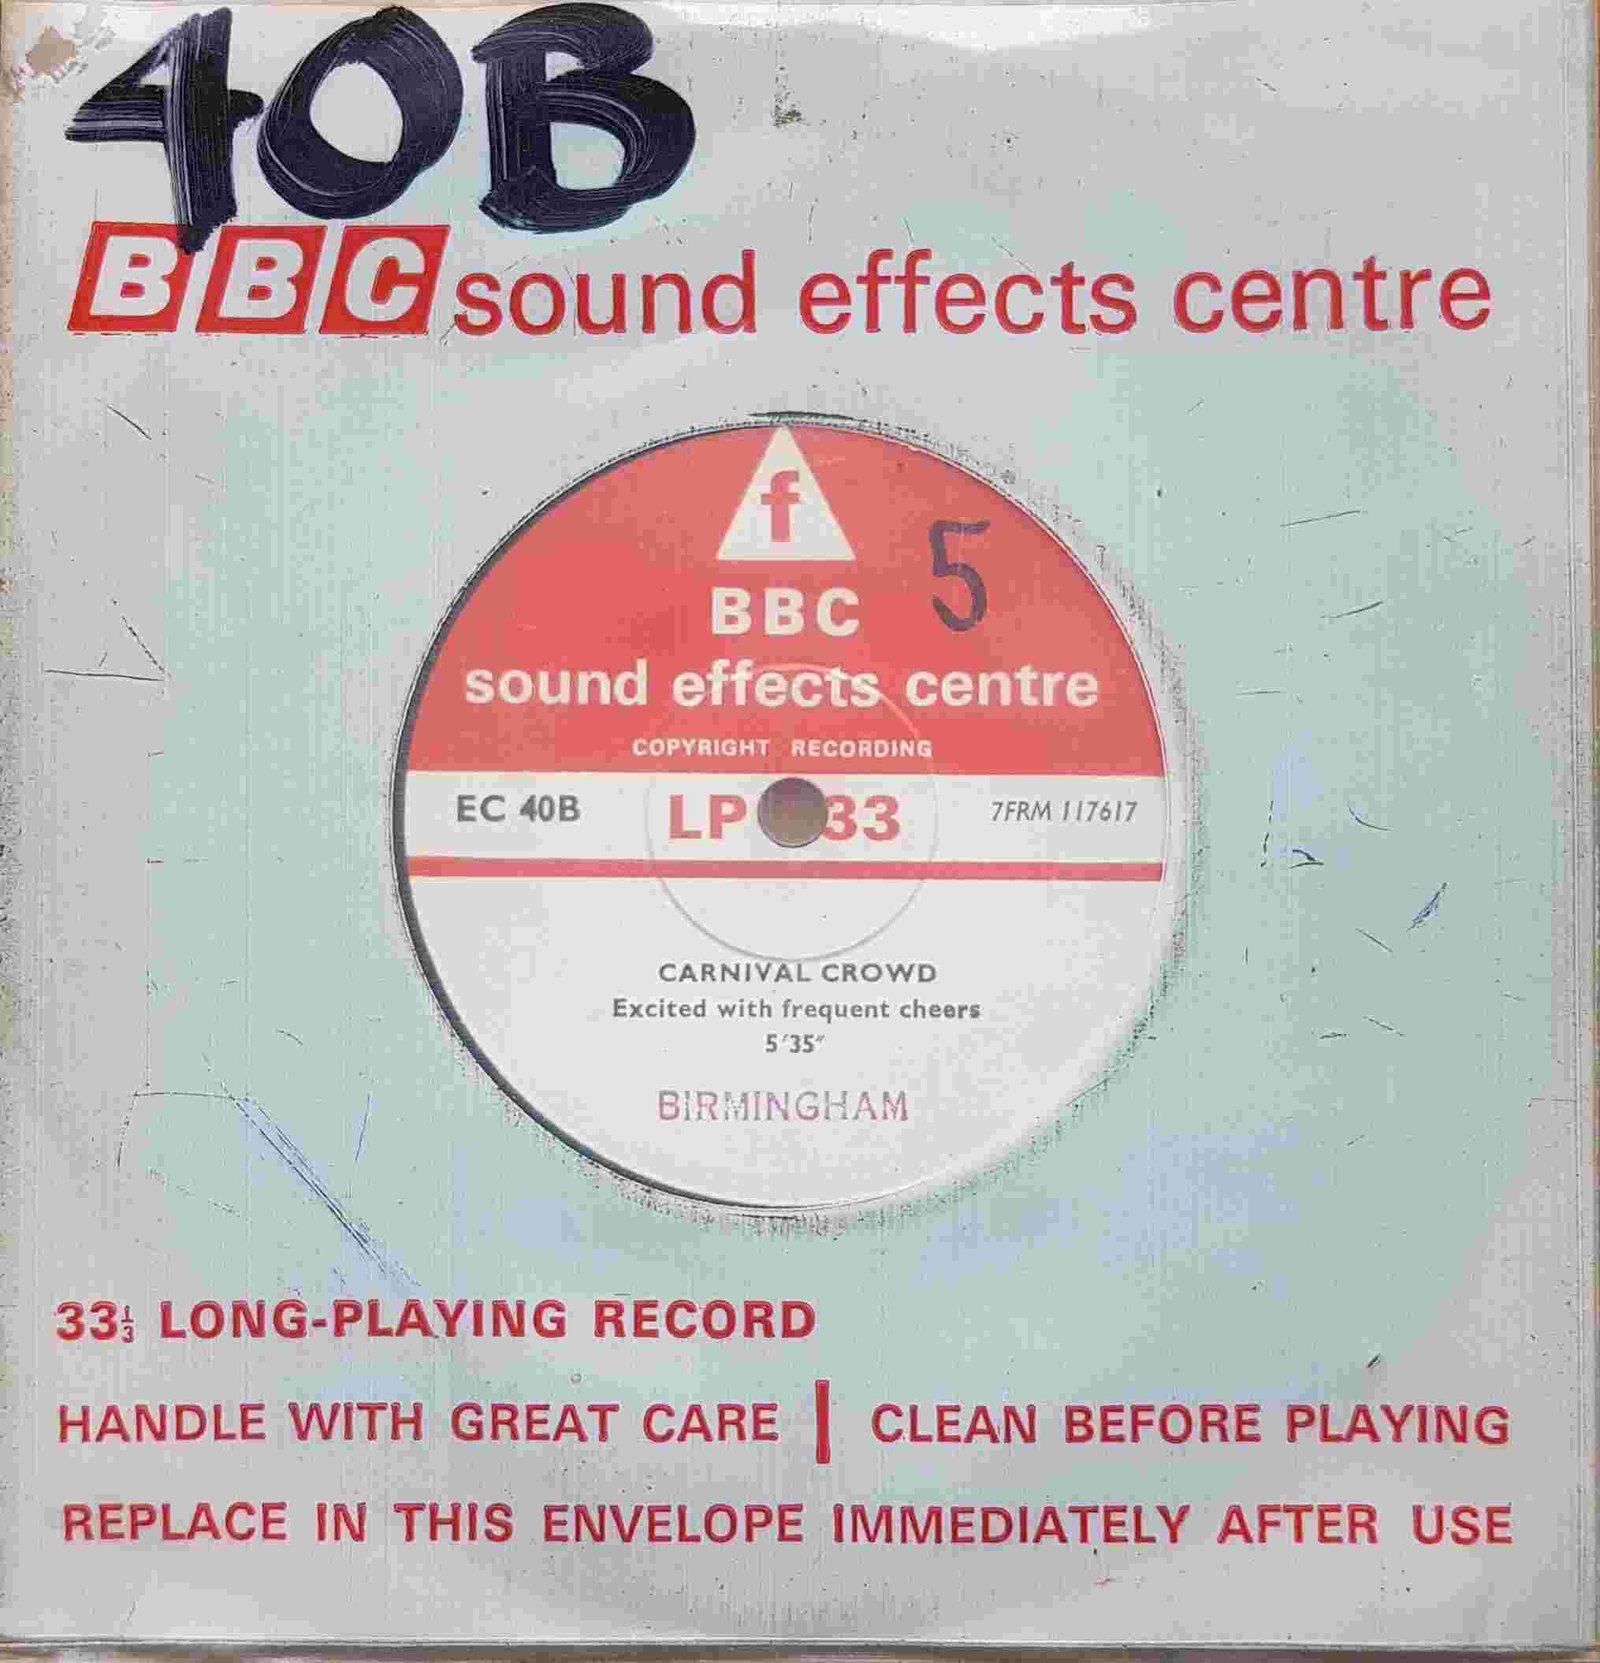 40B
BBC sound effects centre
f
5
BBC
sound effects centre
COPYRIGHT RECORDING
EC 40B LP 33 7FRM 117617
CARNIVAL CROWD
Excited with frequent cheers
5'35"
BIRMINGHAM
33⅓ LONG-PLAYING RECORD
HANDLE WITH GREAT CARE | CLEAN BEFORE PLAYING
REPLACE IN THIS ENVELOPE IMMEDIATELY AFTER USE